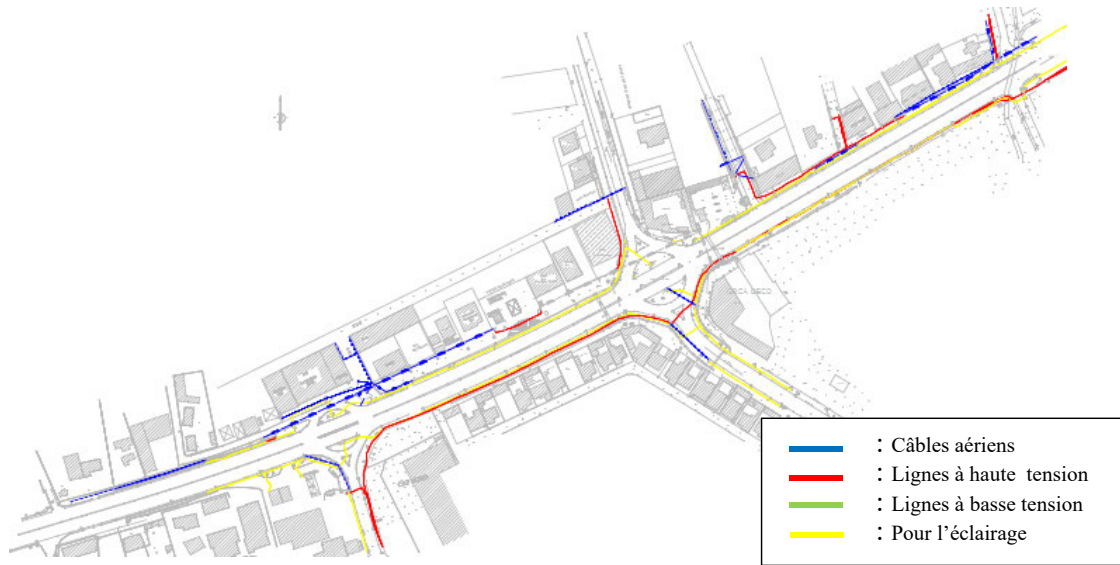 : Câbles aériens
: Lignes à haute tension
: Lignes à basse tension
: Pour l'éclairage